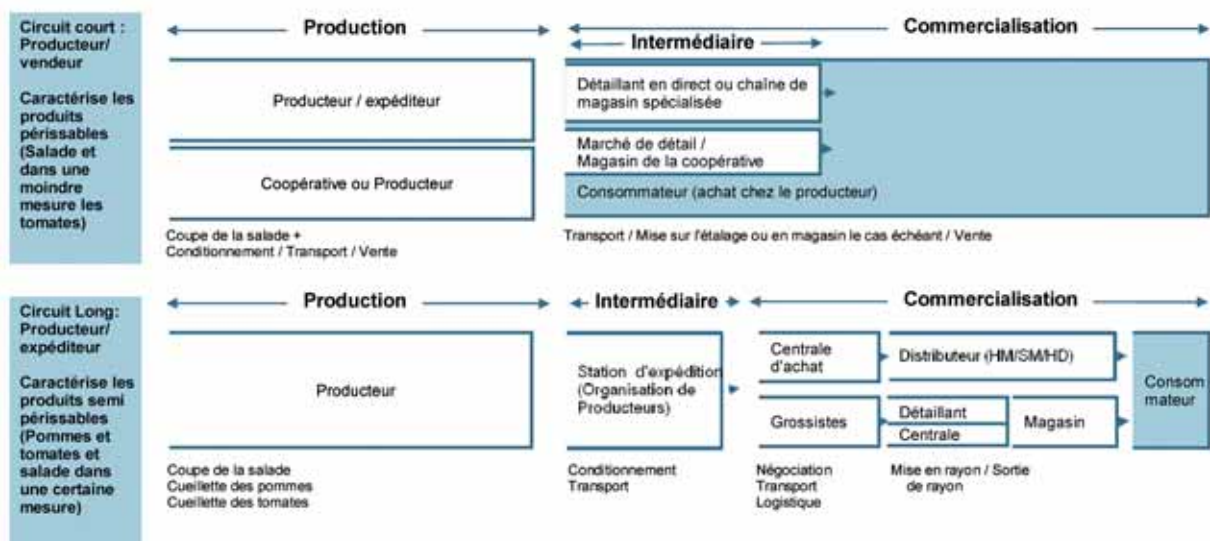 Circuit court :
Producteur/
vendeur
Caractérise les
produits
périssables
(Salade et
dans une
moindre
mesure les
tomates)
Production
Commercialisation
Intermédiaire
Producteur / expéditeur
Détaillant en direct ou chaîne de
magasin spécialisée
Marché de détail /
Magasin de la coopérative
Coopérative ou Producteur
Consommateur (achat chez le producteur)
Coupe de la salade +
Conditionnement / Transport / Vente
Transport / Mise sur l'étalage ou en magasin le cas échéant / Vente
Circuit Long:
Producteur/
expéditeur
Caractérise les
produits semi
périssables
(Pommes et
tomates et
salade dans
une certaine
mesure)
Production
Intermédiaire
Commercialisation
Producteur
Station d'expédition
(Organisation de
Producteurs)
Centrale
d'achat
Distributeur (HM/SM/HD)
Grossistes
Détaillant
Centrale
Magasin
Consom
mateur
Coupe de la salade
Cueillette des pommes
Cueillette des tomates
Conditionnement
Transport
Négociation
Transport
Logistique
Mise en rayon / Sortie
de rayon